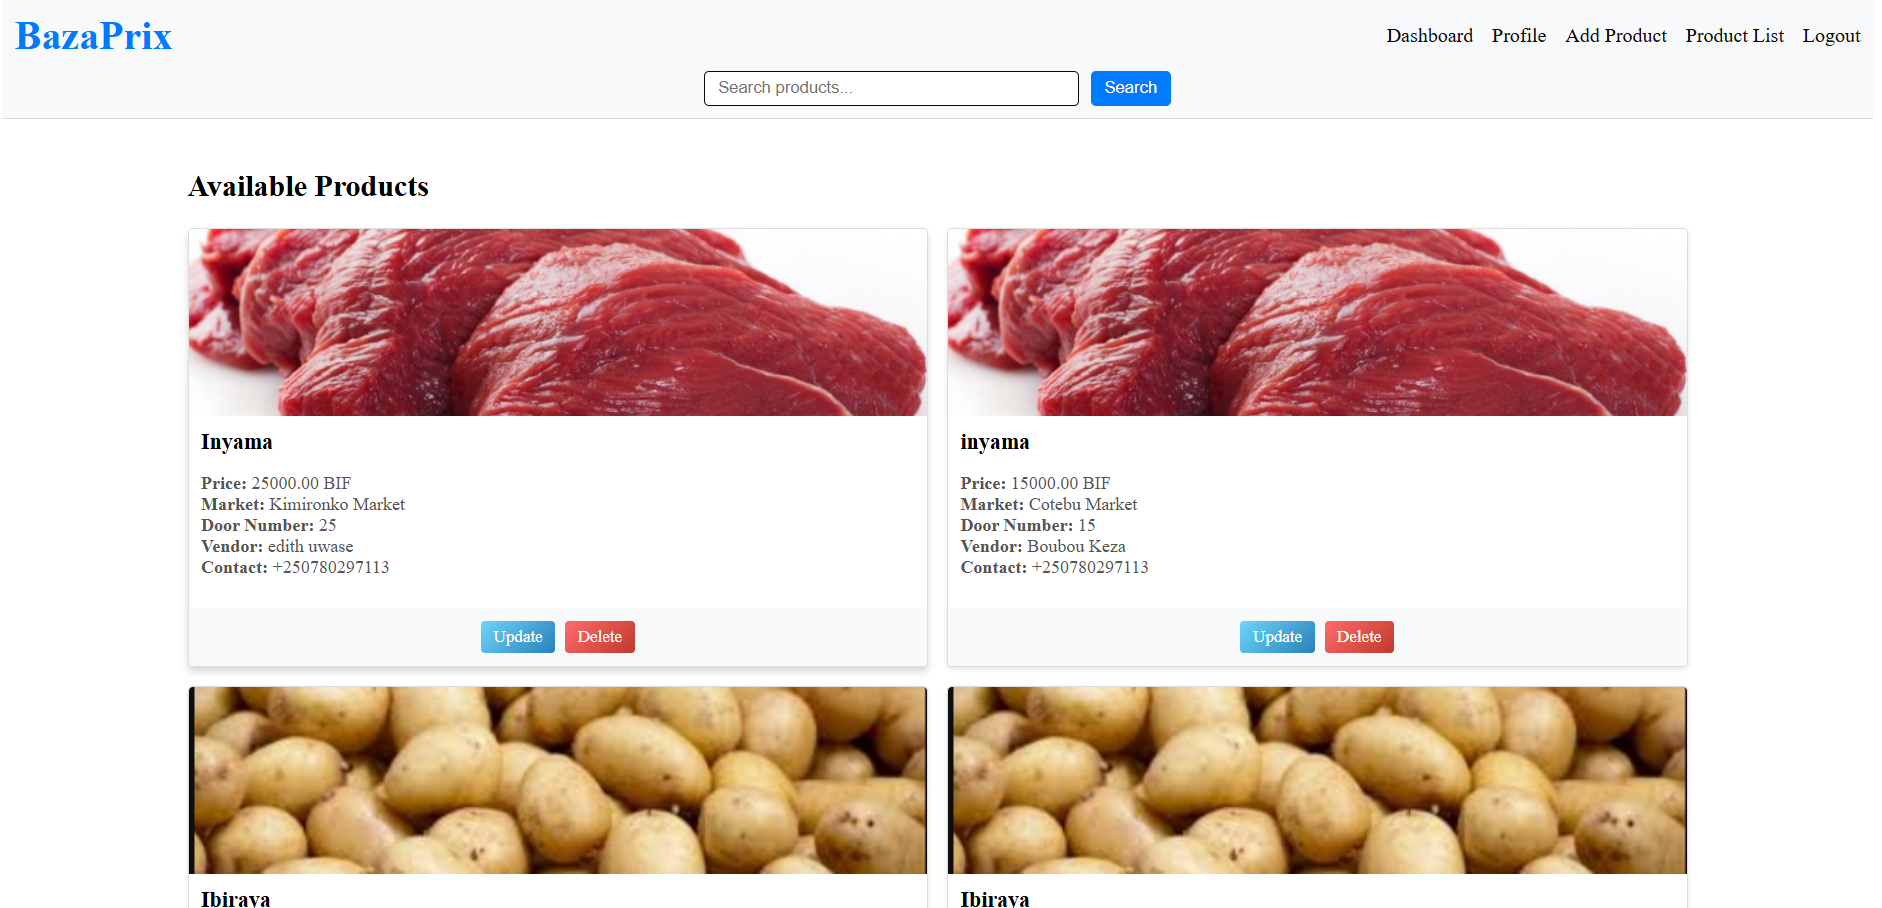 BazaPrix
Dashboard Profile Add Product Product List Logout
Search products... Search
Available Products
Inyama
Price: 25000.00 BIF
Market: Kimironko Market
Door Number: 25
Vendor: edith uwase
Contact: +250780297113
Update Delete
inyama
Price: 15000.00 BIF
Market: Cotebu Market
Door Number: 15
Vendor: Boubou Keza
Contact: +250780297113
Update Delete
Ibiraya
Ibiraya